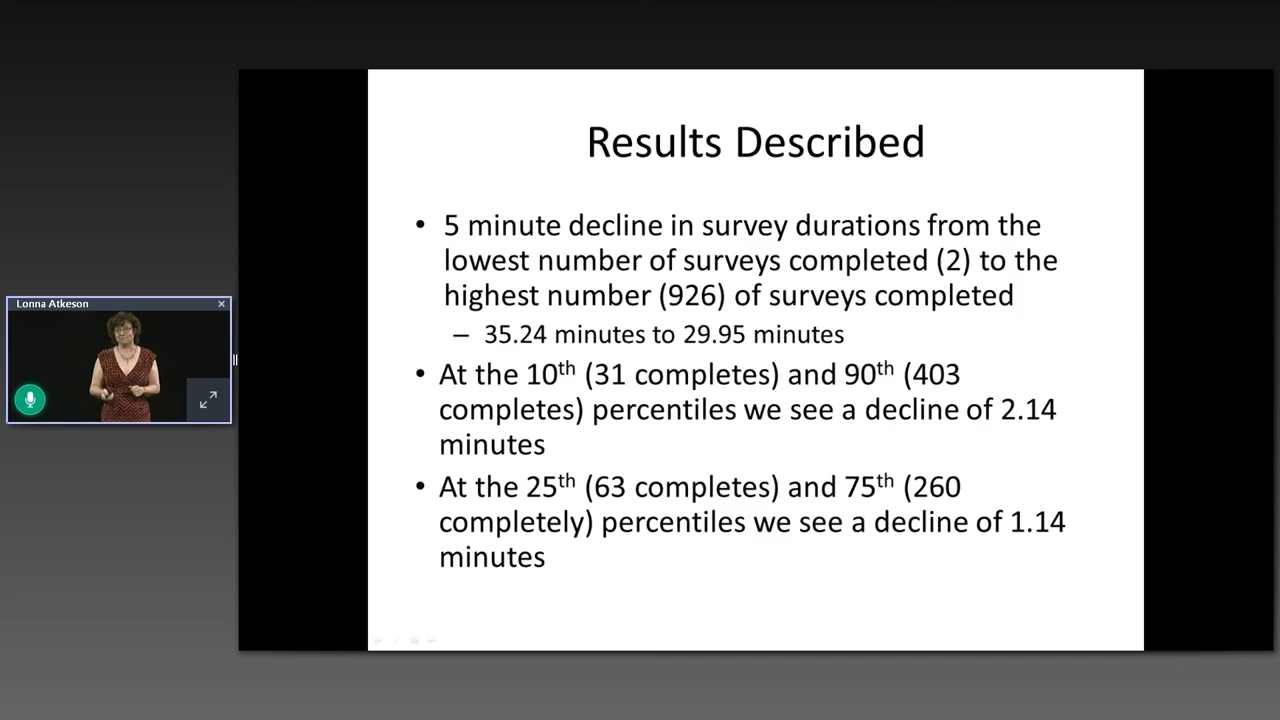 Results Described
• 5 minute decline in survey durations from the
lowest number of surveys completed (2) to the
highest number (926) of surveys completed
– 35.24 minutes to 29.95 minutes
• At the 10th (31 completes) and 90th (403
completes) percentiles we see a decline of 2.14
minutes
• At the 25th (63 completes) and 75th (260
completely) percentiles we see a decline of 1.14
minutes
Lonna Atkeson